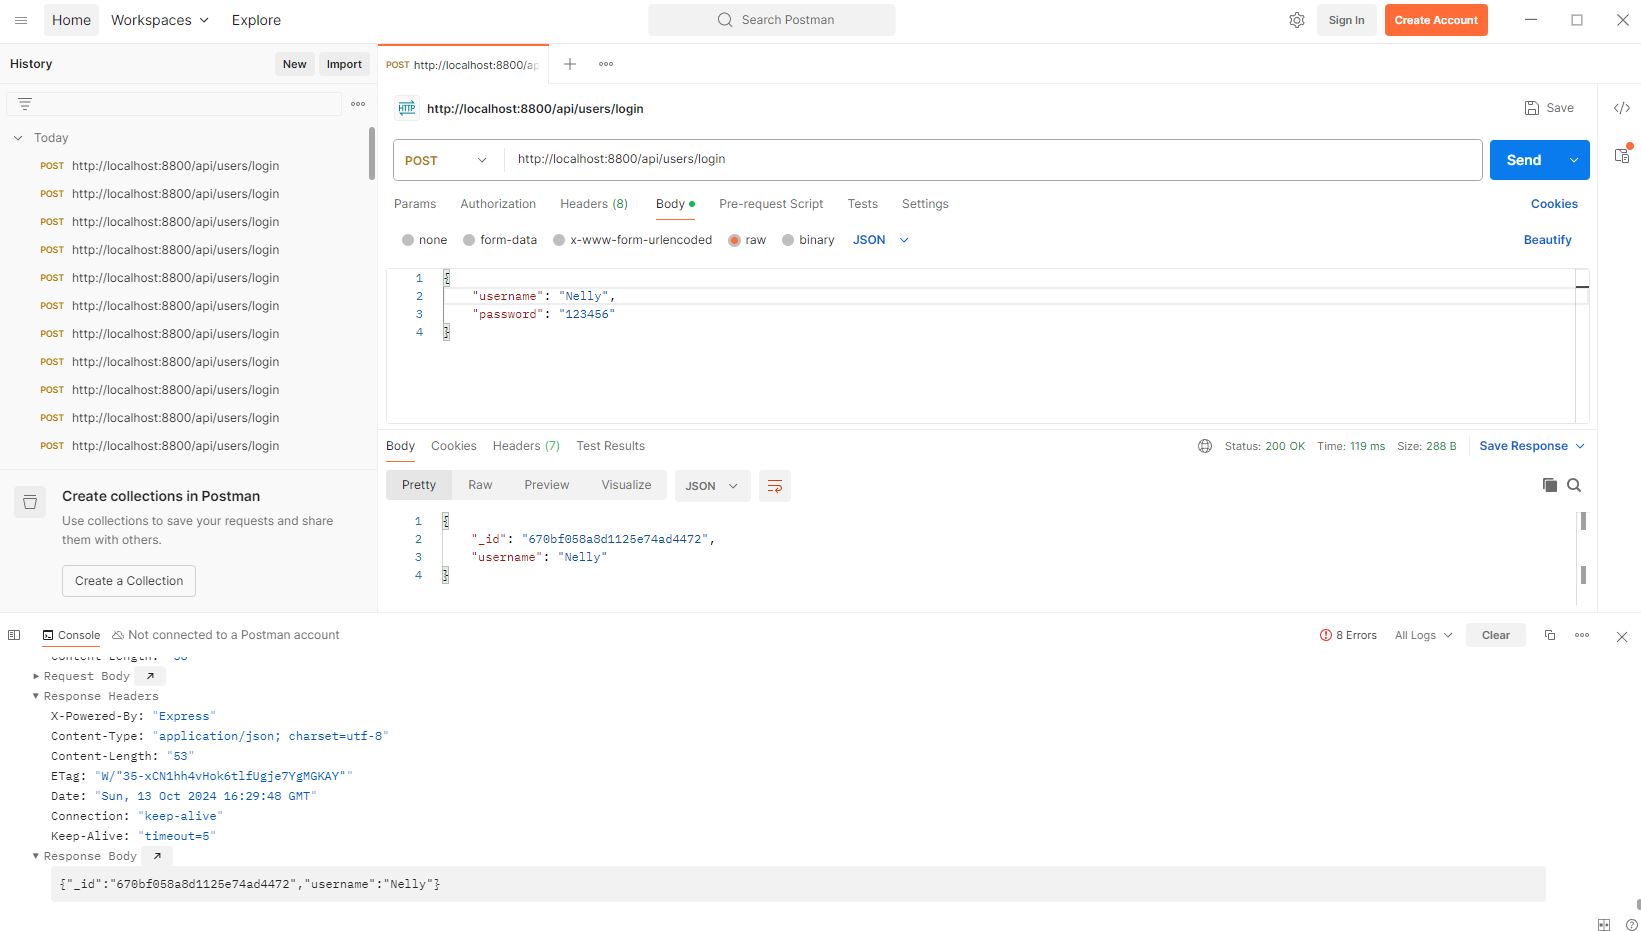 Home Workspaces Explore Search Postman Sign In Create Account
History New Import
POST http://localhost:8800/ap
http://localhost:8800/api/users/login Save
Today
POST http://localhost:8800/api/users/login
POST http://localhost:8800/api/users/login
POST http://localhost:8800/api/users/login
POST http://localhost:8800/api/users/login
POST http://localhost:8800/api/users/login
POST http://localhost:8800/api/users/login
POST http://localhost:8800/api/users/login
POST http://localhost:8800/api/users/login
POST http://localhost:8800/api/users/login
POST http://localhost:8800/api/users/login
POST http://localhost:8800/api/users/login
Create collections in Postman
Use collections to save your requests and share
them with others.
Create a Collection
POST http://localhost:8800/api/users/login Send
Params Authorization Headers (8) Body Pre-request Script Tests Settings Cookies
none form-data x-www-form-urlencoded raw binary JSON Beautify
1 {
2 "username": "Nelly",
3 "password": "123456"
4 }
Body Cookies Headers (7) Test Results Status: 200 OK Time: 119 ms Size: 288 B Save Response
Pretty Raw Preview Visualize JSON
1 {
2 "_id": "670bf058a8d1125e74ad4472",
3 "username": "Nelly"
4 }
Console Not connected to a Postman account 8 Errors All Logs Clear
Content-Length: "50"
Request Body
Response Headers
X-Powered-By: "Express"
Content-Type: "application/json; charset=utf-8"
Content-Length: "53"
ETag: "W/"35-xCN1hh4vHok6tlfUgje7YgMGKAY""
Date: "Sun, 13 Oct 2024 16:29:48 GMT"
Connection: "keep-alive"
Keep-Alive: "timeout=5"
Response Body
{"_id":"670bf058a8d1125e74ad4472","username":"Nelly"}